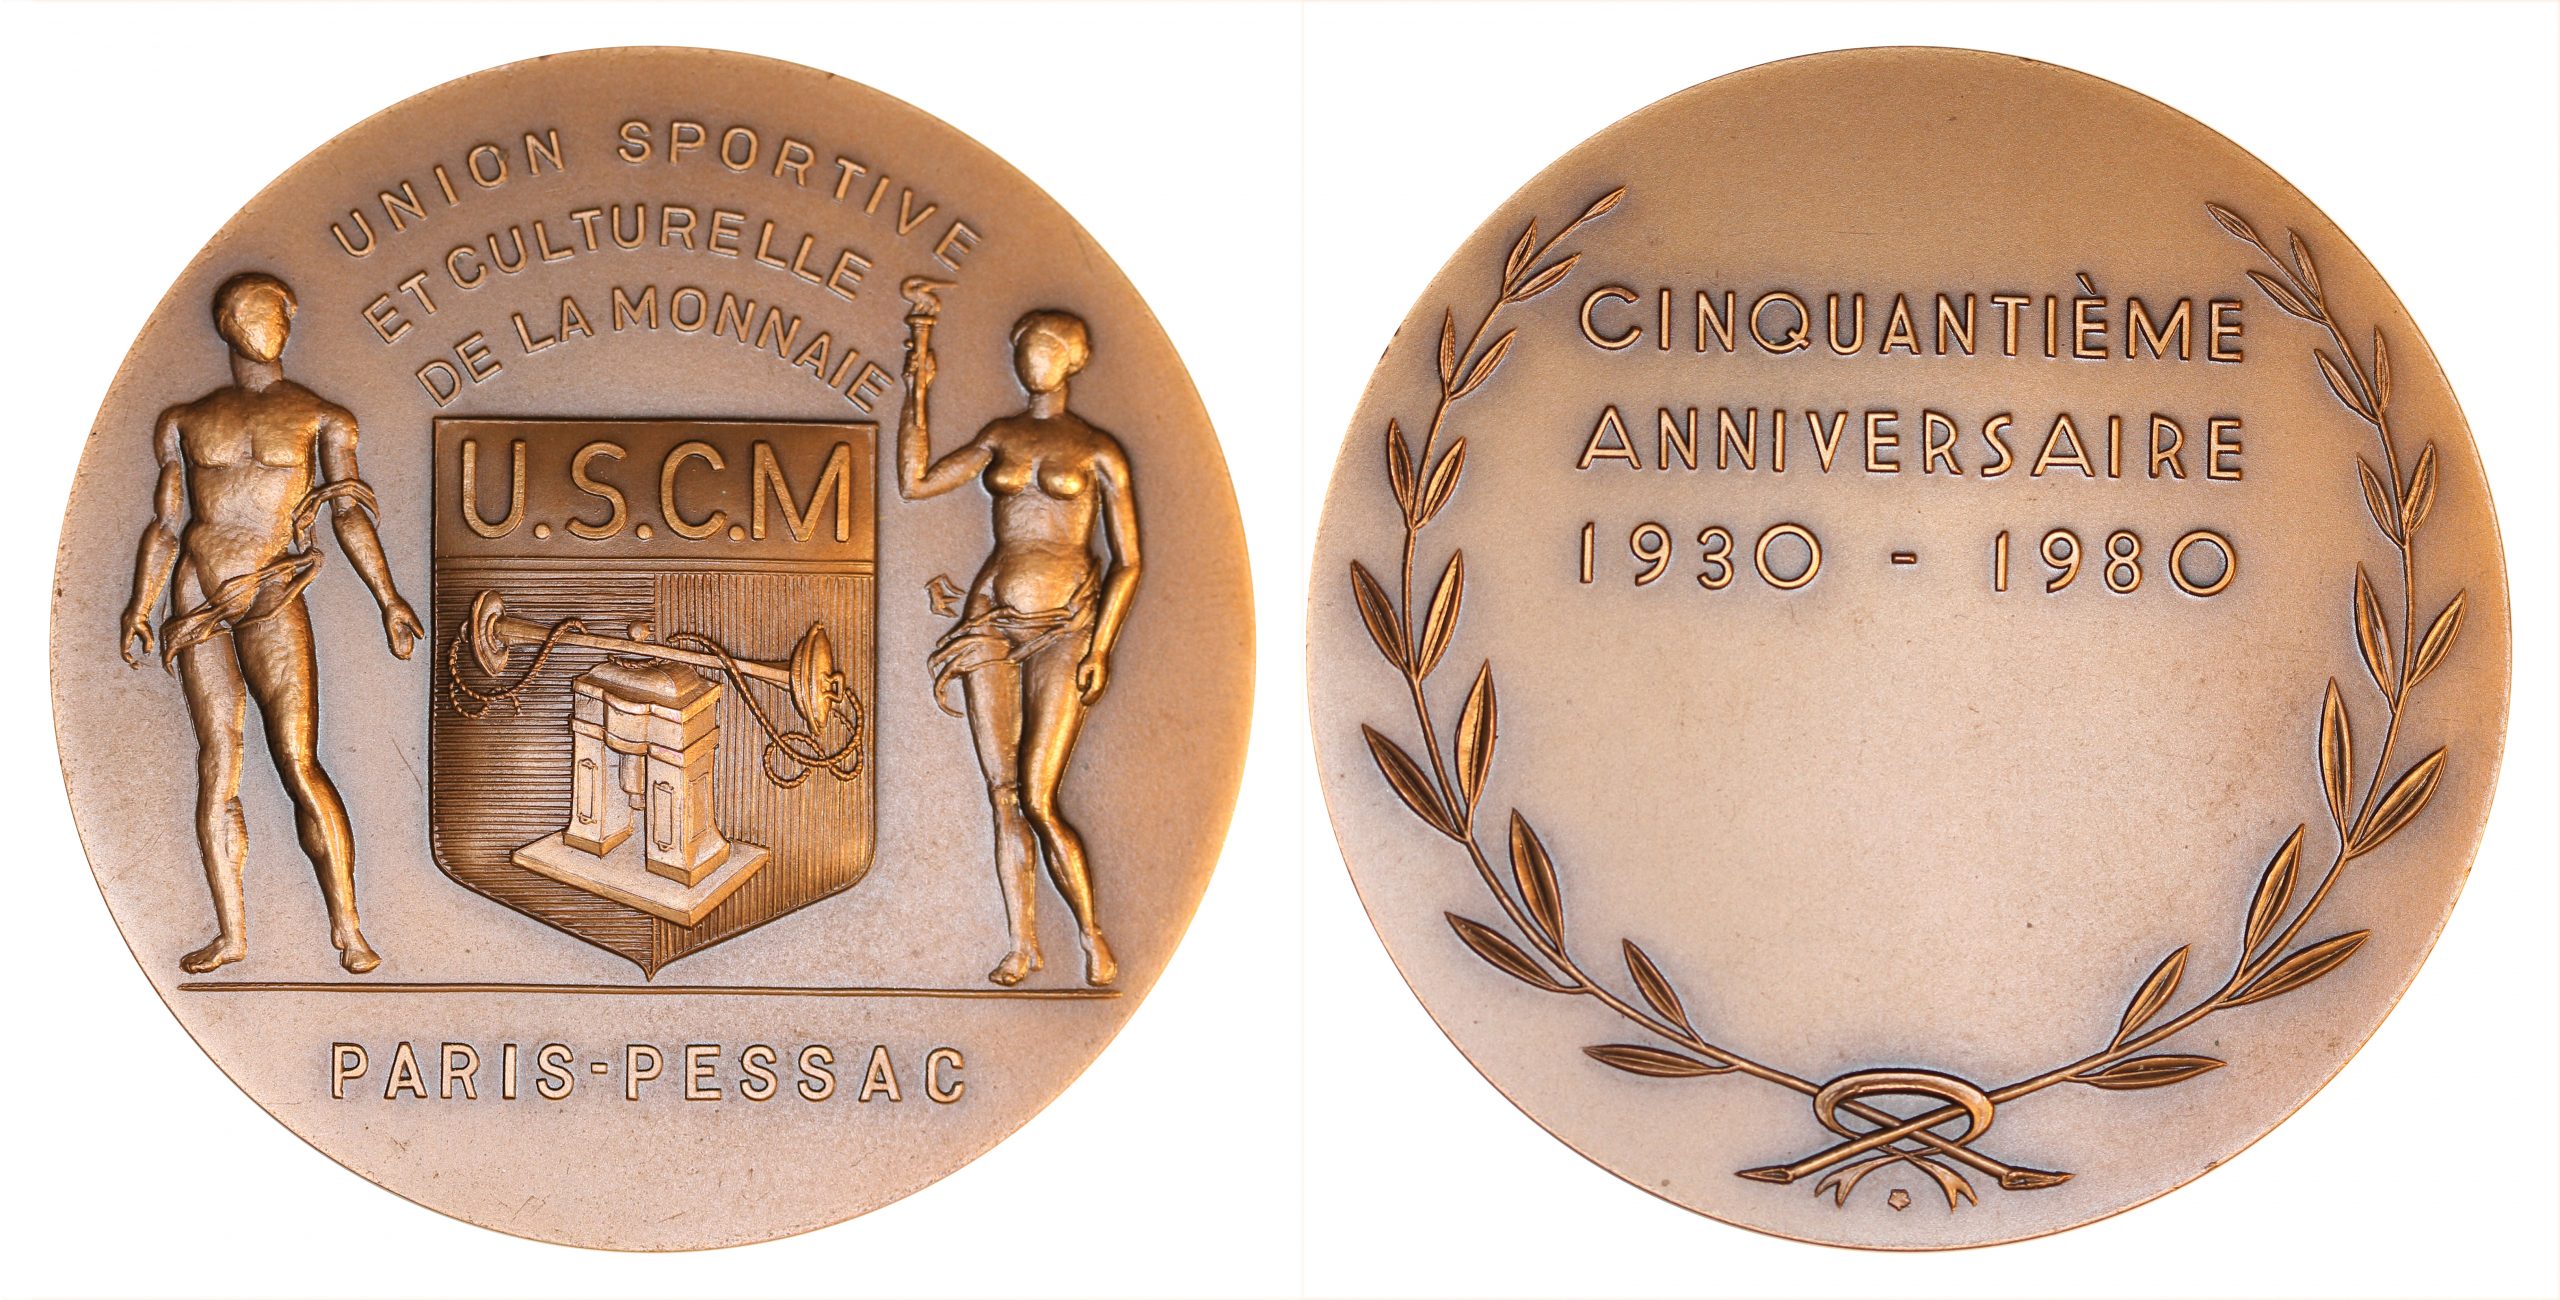 UNION SPORTIVE
ET CULTURELLE
DE LA MONNAIE
U.S.C.M
PARIS-PESSAC
CINQUANTIÈME
ANNIVERSAIRE
1930 - 1980